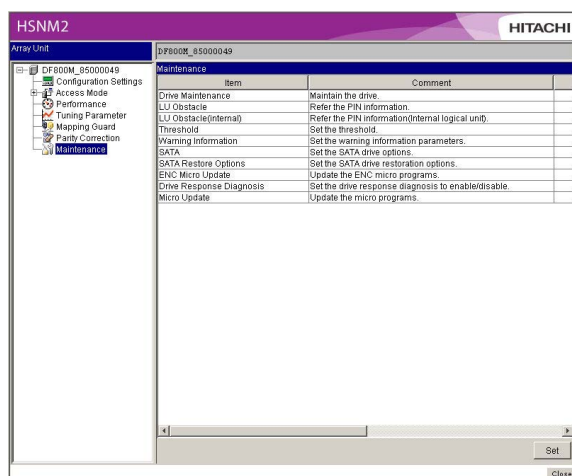 HSNM2
HITACHI
Array Unit
DF800M_85000049
DF800M_85000049
Configuration Settings
Access Mode
Performance
Tuning Parameter
Mapping Guard
Parity Correction
Maintenance
Maintenance
Item Comment
Drive Maintenance Maintain the drive.
LU Obstacle Refer the PIN information.
LU Obstacle(internal) Refer the PIN information(Internal logical unit).
Threshold Set the threshold.
Warning Information Set the warning information parameters.
SATA Set the SATA drive options.
SATA Restore Options Set the SATA drive restoration options.
ENC Micro Update Update the ENC micro programs.
Drive Response Diagnosis Set the drive response diagnosis to enable/disable.
Micro Update Update the micro programs.
Set
Close